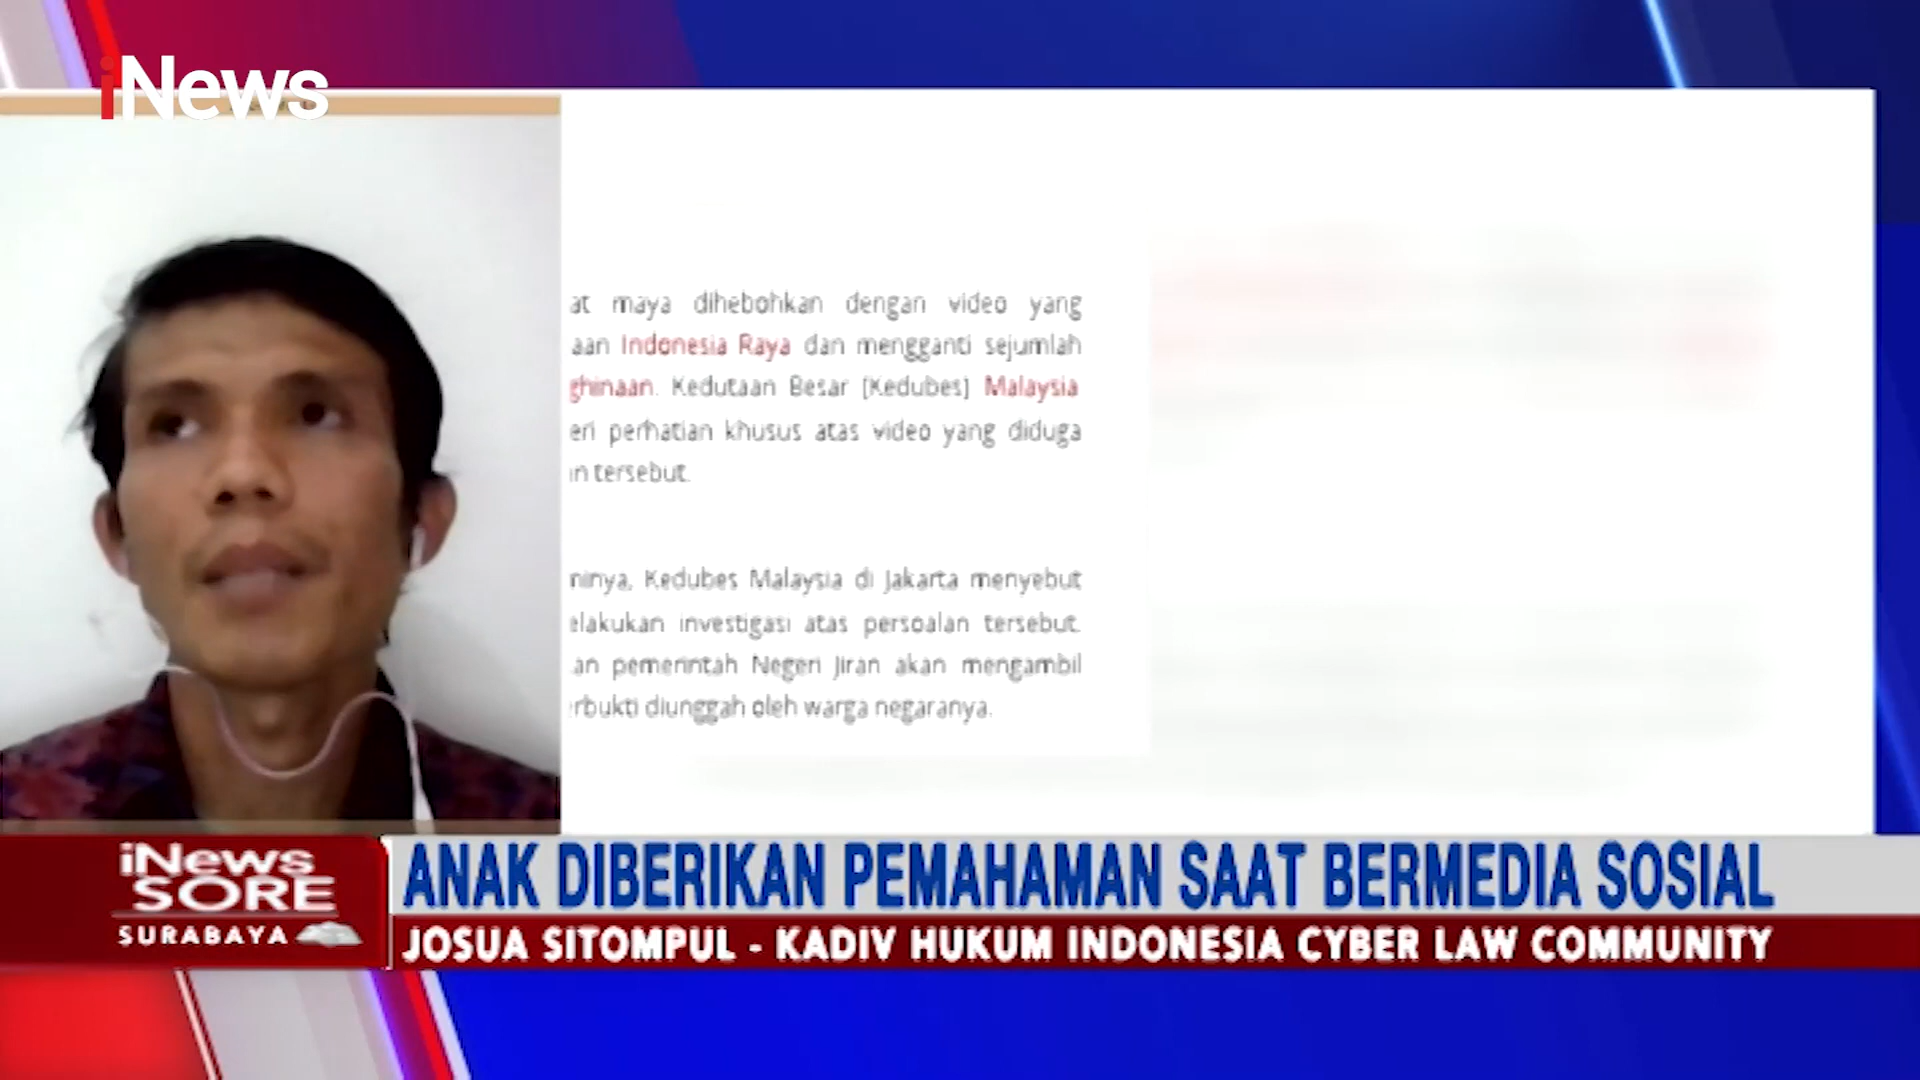 iNews
at maya dihebohkan dengan video yang
aan Indonesia Raya dan mengganti sejumlah
ghinaan. Kedutaan Besar [Kedubes] Malaysia
eri perhatian khusus atas video yang diduga
n tersebut.
minya, Kedubes Malaysia di Jakarta menyebut
elakukan investigasi atas persoalan tersebut.
an pemerintah Negeri Jiran akan mengambil
rbukti diunggah oleh warga negaranya.
iNews
SORE
SURABAYA
ANAK DIBERIKAN PEMAHAMAN SAAT BERMEDIA SOSIAL
JOSUA SITOMPUL - KADIV HUKUM INDONESIA CYBER LAW COMMUNITY